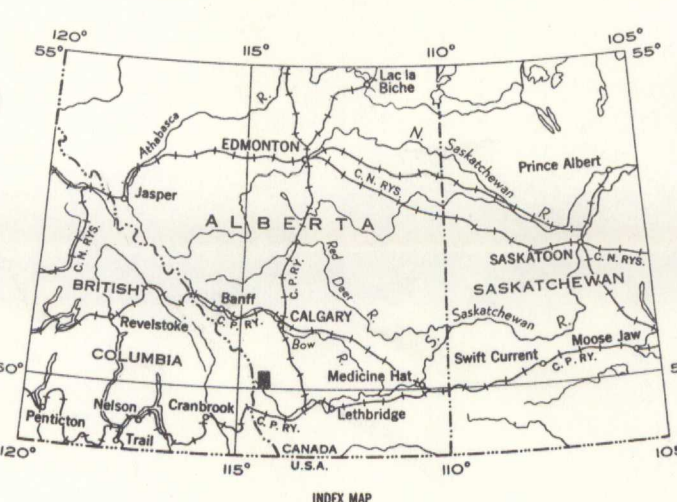 120°
115°
110°
105°
55°
55°
Lac la
Biche
Athabasca
R.
EDMONTON
N. Saskatchewan
R.
Prince Albert
C.N. RYS.
Jasper
ALBERTA
C.N. RYS.
SASKATOON
C.N. RYS.
Red
Deer
R.
C.P.RY.
BRITISH
SASKATCHEWAN
Banff
C.P.RY.
CALGARY
S. Saskatchewan
R.
Revelstoke
Bow
R.
Moose Jaw
COLUMBIA
Swift Current
C.P.RY.
50°
Medicine Hat
Nelson
Cranbrook
Lethbridge
Penticton
C.P.RY.
Trail
120°
115°
CANADA
U.S.A.
110°
105
INDEX MAP